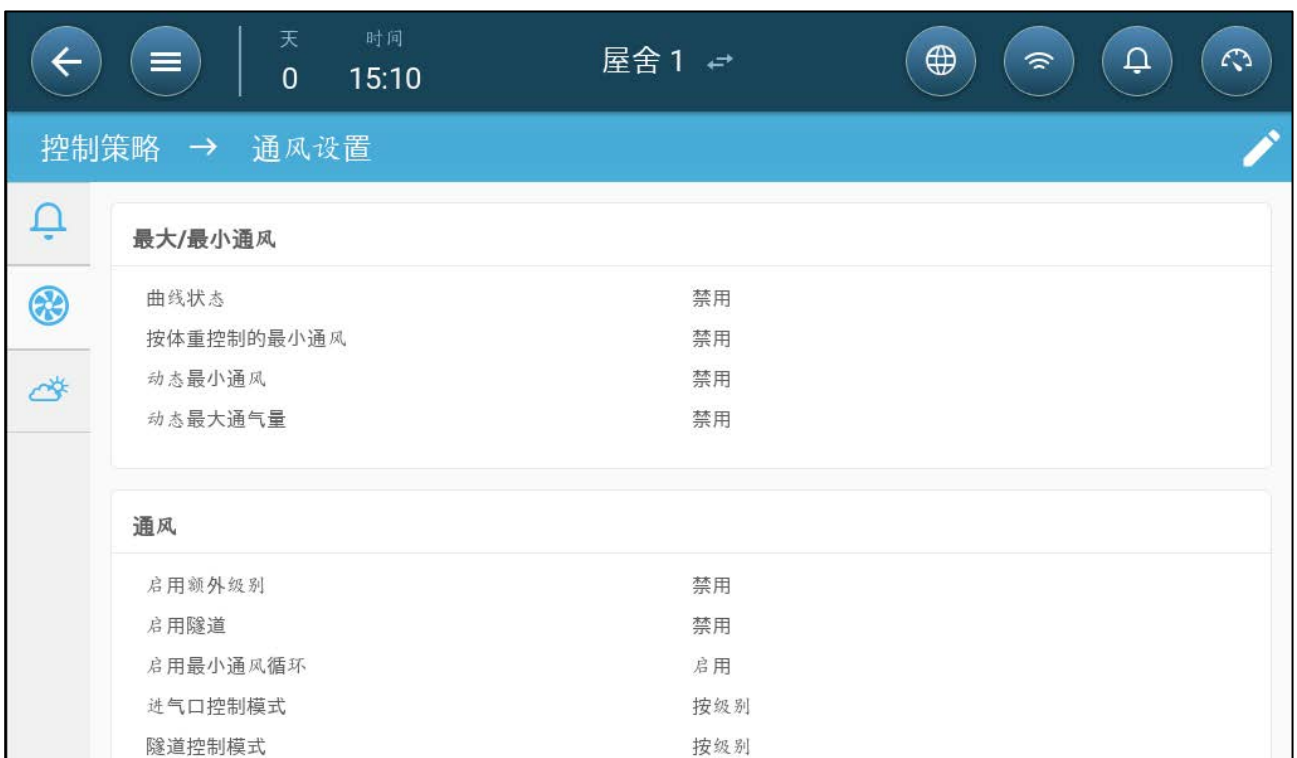 天 时间
0 15:10 屋舍 1
控制策略 → 通风设置
最大/最小通风
曲线状态 禁用
按体重控制的最小通风 禁用
动态最小通风 禁用
动态最大通气量 禁用
通风
启用额外级别 禁用
启用隧道 禁用
启用最小通风循环 启用
进气口控制模式 按级别
隧道控制模式 按级别